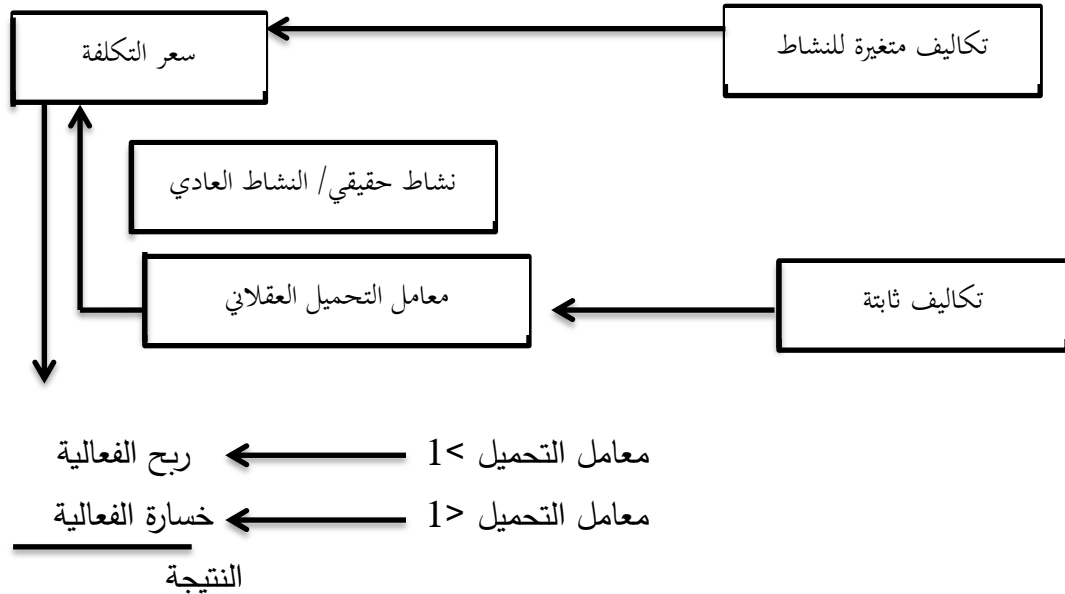 تكاليف متغيرة للنشاط
سعر التكلفة
نشاط حقيقي/ النشاط العادي
تكاليف ثابتة
معامل التحميل العقلاني
معامل التحميل >1 ربح الفعالية
معامل التحميل <1 خسارة الفعالية
النتيجة